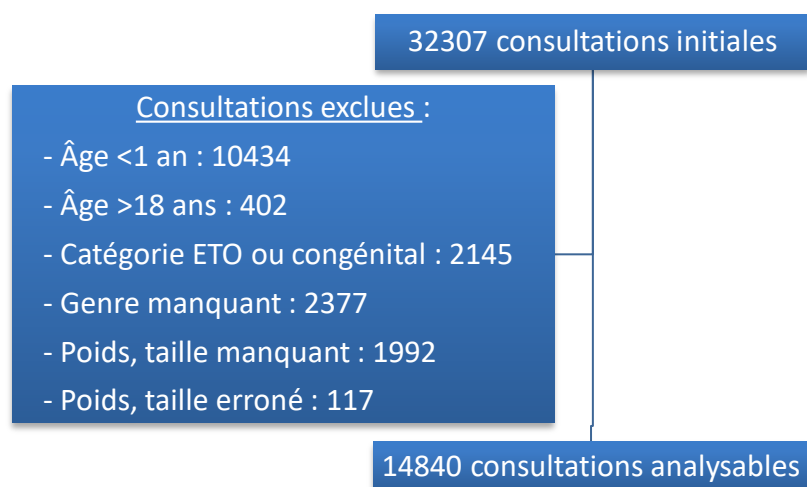 32307 consultations initiales
Consultations exclues :
- Âge <1 an : 10434
- Âge >18 ans : 402
- Catégorie ETO ou congénital : 2145
- Genre manquant : 2377
- Poids, taille manquant : 1992
- Poids, taille erroné : 117
14840 consultations analysables